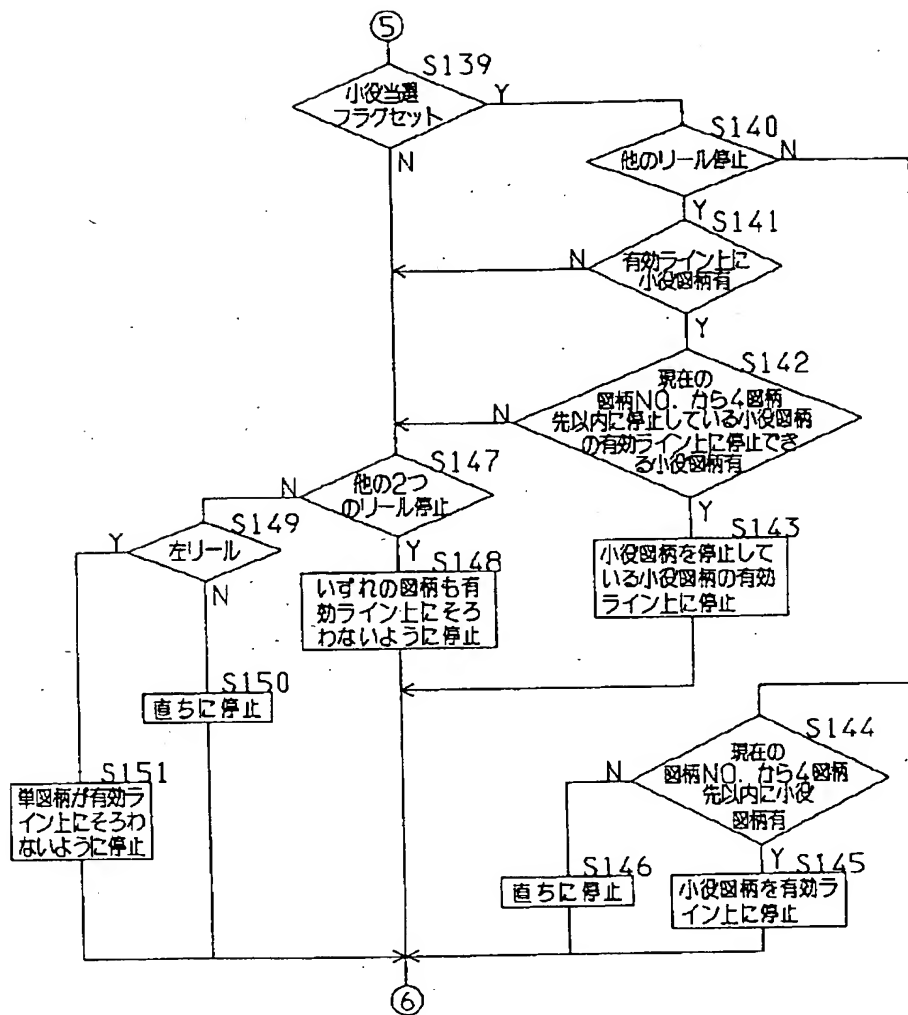 ⑤
S139
小役当選
フラグセット
Y
N
S140
他のリール停止
N
Y
S141
有効ライン上に
小役図柄有
N
Y
S142
現在の
図柄NO.から4図柄
先以内に停止している小役図柄
の有効ライン上に停止でき
る小役図柄有
N
Y
S143
小役図柄を停止して
いる小役図柄の有効
ライン上に停止
S147
他の2つ
のリール停止
N
Y
S148
いずれの図柄も有
効ライン上にそろ
わないように停止
S149
左リール
Y
N
S150
直ちに停止
S151
単図柄が有効ラ
イン上にそろわ
ないように停止
S144
現在の
図柄NO.から4図柄
先以内に小役
図柄有
N
Y
S146
直ちに停止
S145
小役図柄を有効ラ
イン上に停止
⑥